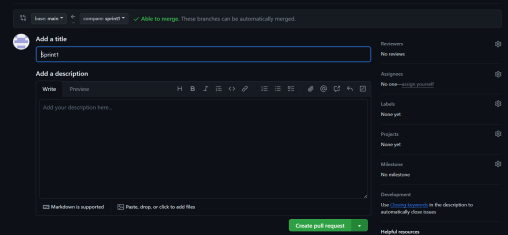 base: main ← compare: sprint1 ✓ Able to merge. These branches can be automatically merged.
Add a title
Sprint1
Add a description
Write Preview
Add your description here...
Markdown is supported
Paste, drop, or click to add files
Create pull request
Reviewers
No reviews
Assignees
No one—assign yourself
Labels
None yet
Projects
None yet
Milestone
No milestone
Development
Use Closing keywords in the description to
automatically close issues
Helpful resources